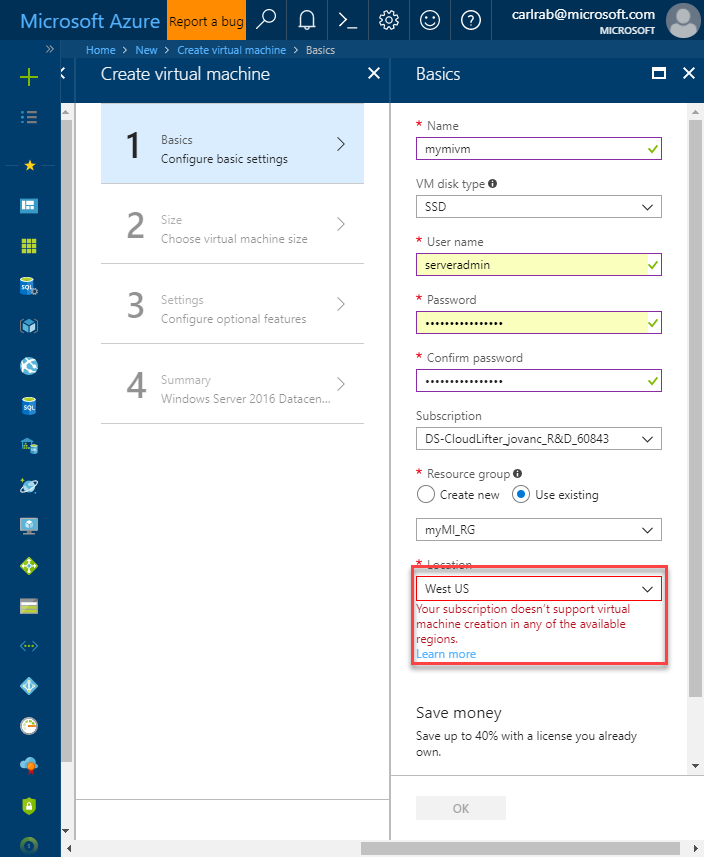 Microsoft Azure
Report a bug
carlrab@microsoft.com
MICROSOFT
Home > New > Create virtual machine > Basics
Create virtual machine
1
Basics
Configure basic settings
2
Size
Choose virtual machine size
3
Settings
Configure optional features
4
Summary
Windows Server 2016 Datacen...
Basics
* Name
mymivm
VM disk type
SSD
* User name
serveradmin
* Password
••••••••••••••••
* Confirm password
••••••••••••••••
Subscription
DS-CloudLifter_jovanc_R&D_60843
* Resource group
Create new
Use existing
myMI_RG
* Location
West US
Your subscription doesn't support virtual
machine creation in any of the available
regions.
Learn more
Save money
Save up to 40% with a license you already
own.
OK